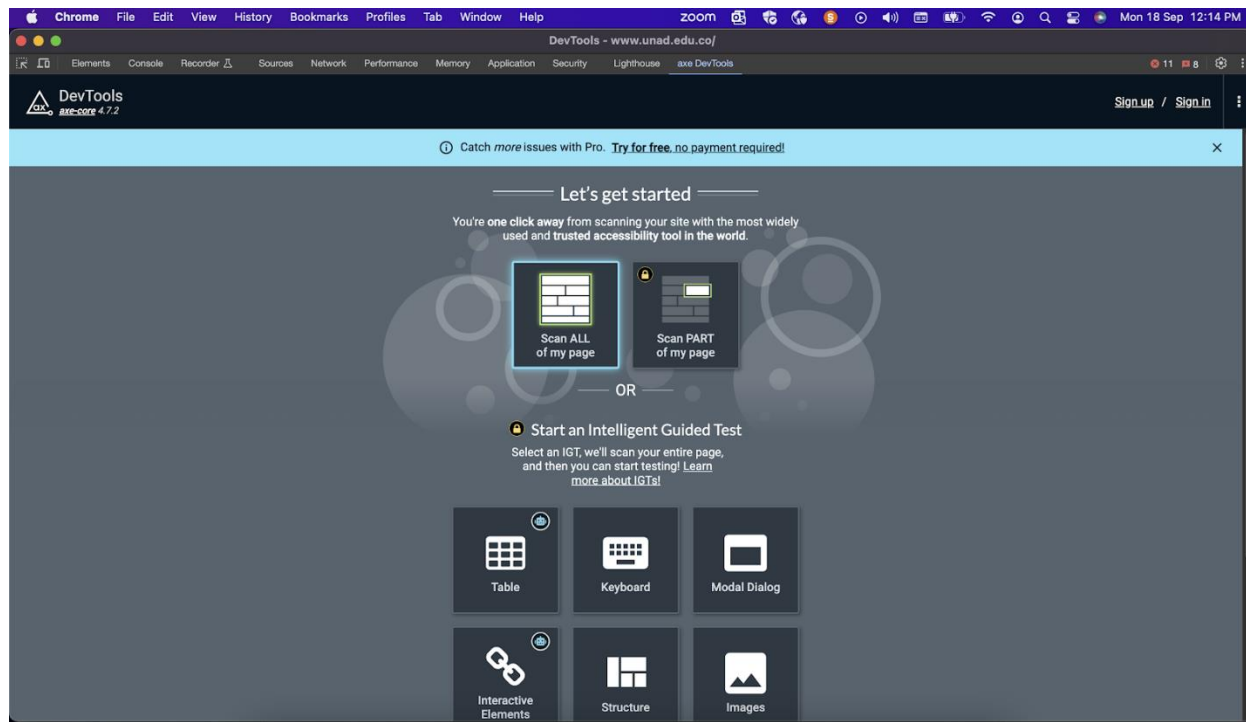 Chrome File Edit View History Bookmarks Profiles Tab Window Help zoom Mon 18 Sep 12:14 PM
DevTools - www.unad.edu.co/
Elements Console Recorder Sources Network Performance Memory Application Security Lighthouse axe DevTools 11 8
ax DevTools
axe-core 4.7.2
Sign up / Sign in
Catch more issues with Pro. Try for free, no payment required!
Let's get started
You're one click away from scanning your site with the most widely
used and trusted accessibility tool in the world.
Scan ALL
of my page
Scan PART
of my page
OR
Start an Intelligent Guided Test
Select an IGT, we'll scan your entire page,
and then you can start testing! Learn
more about IGTs!
Table
Keyboard
Modal Dialog
Interactive
Elements
Structure
Images